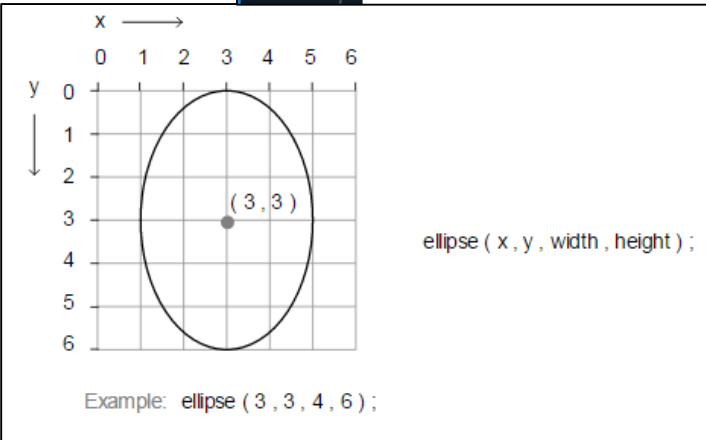 x
0 1 2 3 4 5 6
y 0
1
2
( 3 , 3 )
3
ellipse ( x , y , width , height ) ;
4
5
6
Example: ellipse ( 3 , 3 , 4 , 6 ) ;